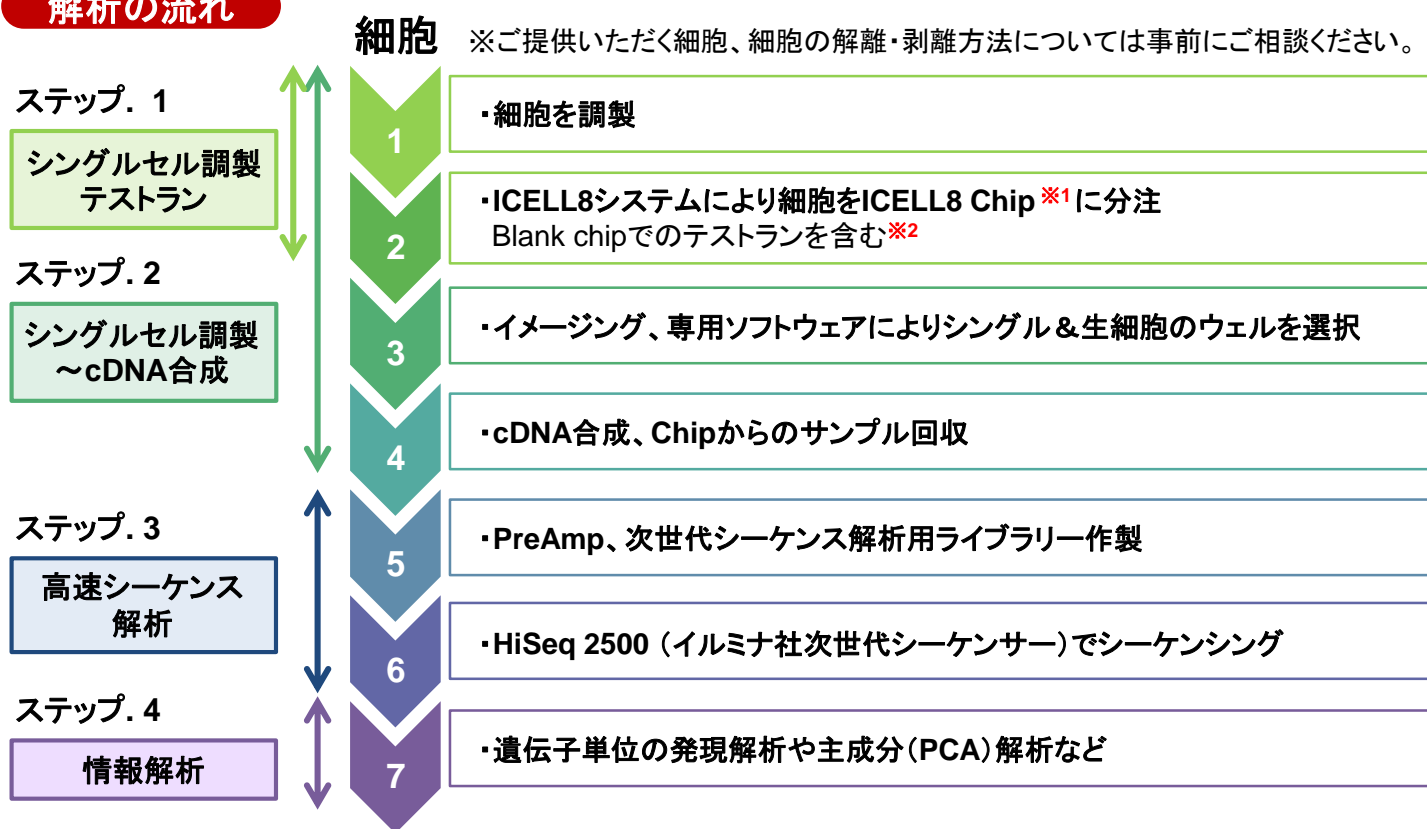 解析の流れ
細胞 ※ご提供いただく細胞、細胞の解離・剥離方法については事前にご相談ください。
ステップ. 1
シングルセル調製
テストラン
ステップ. 2
シングルセル調製
～cDNA合成
ステップ. 3
高速シーケンス
解析
ステップ. 4
情報解析
1
・細胞を調製
2
・ICELL8システムにより細胞をICELL8 Chip ※1 に分注
Blank chipでのテストランを含む※2
3
・イメージング、専用ソフトウェアによりシングル＆生細胞のウェルを選択
4
・cDNA合成、Chipからのサンプル回収
5
・PreAmp、次世代シーケンス解析用ライブラリー作製
6
・HiSeq 2500 （イルミナ社次世代シーケンサー）でシーケンシング
7
・遺伝子単位の発現解析や主成分（PCA）解析など